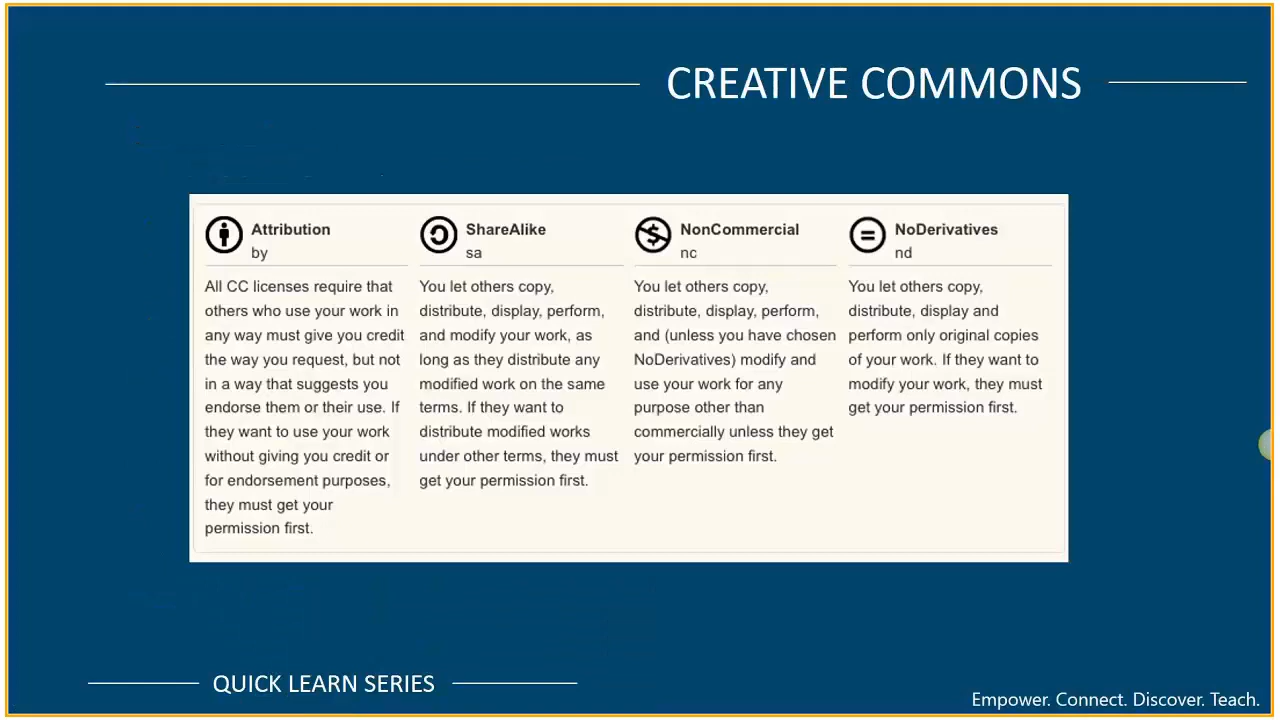 CREATIVE COMMONS
Attribution
by
All CC licenses require that
others who use your work in
any way must give you credit
the way you request, but not
in a way that suggests you
endorse them or their use. If
they want to use your work
without giving you credit or
for endorsement purposes,
they must get your
permission first.
ShareAlike
sa
You let others copy,
distribute, display, perform,
and modify your work, as
long as they distribute any
modified work on the same
terms. If they want to
distribute modified works
under other terms, they must
get your permission first.
NonCommercial
nc
You let others copy,
distribute, display, perform,
and (unless you have chosen
NoDerivatives) modify and
use your work for any
purpose other than
commercially unless they get
your permission first.
NoDerivatives
nd
You let others copy,
distribute, display and
perform only original copies
of your work. If they want to
modify your work, they must
get your permission first.
QUICK LEARN SERIES
Empower. Connect. Discover. Teach.